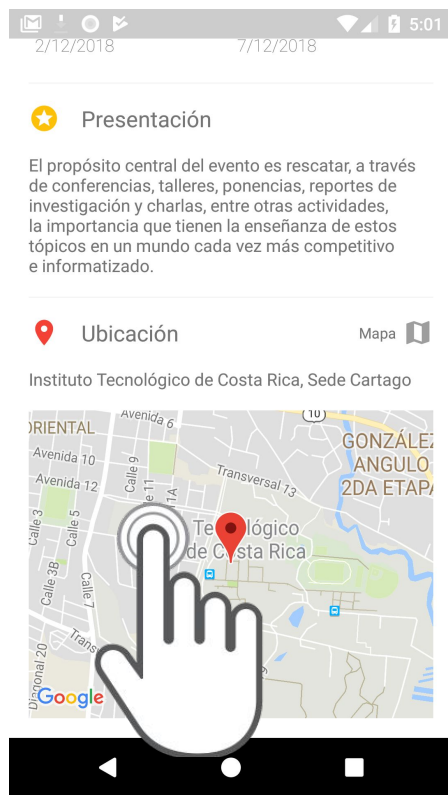 5:01
2/12/2018 7/12/2018
Presentación
El propósito central del evento es rescatar, a través
de conferencias, talleres, ponencias, reportes de
investigación y charlas, entre otras actividades,
la importancia que tienen la enseñanza de estos
tópicos en un mundo cada vez más competitivo
e informatizado.
Ubicación Mapa
Instituto Tecnológico de Costa Rica, Sede Cartago
Avenida 6
10
ORIENTAL
GONZÁLEZ
ANGULO
2DA ETAPA
Avenida 10
Calle 9
Transversal 13
Avenida 12
e 11
11A
Calle 3
Calle 5
de Costa Rica
Calle 3B
Calle 7
Trans
Diagonal 20
Google